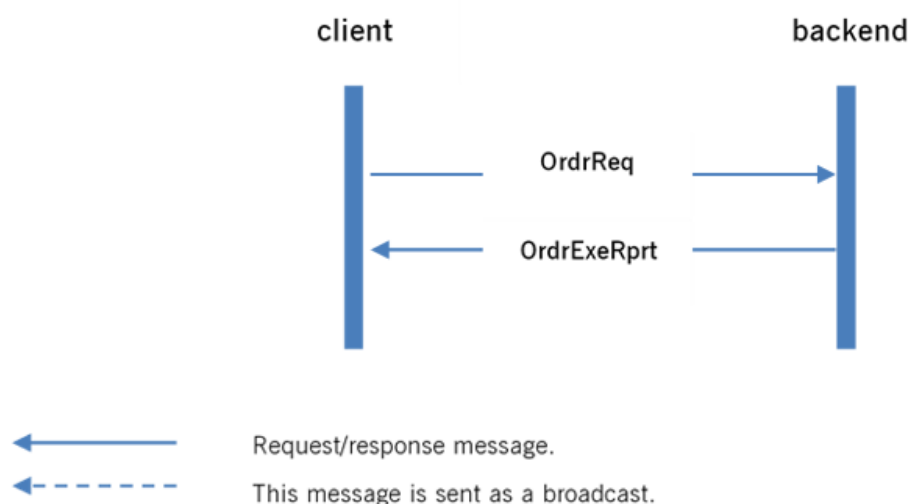 client backend
OrdrReq
OrdrExeRprt
Request/response message.
This message is sent as a broadcast.